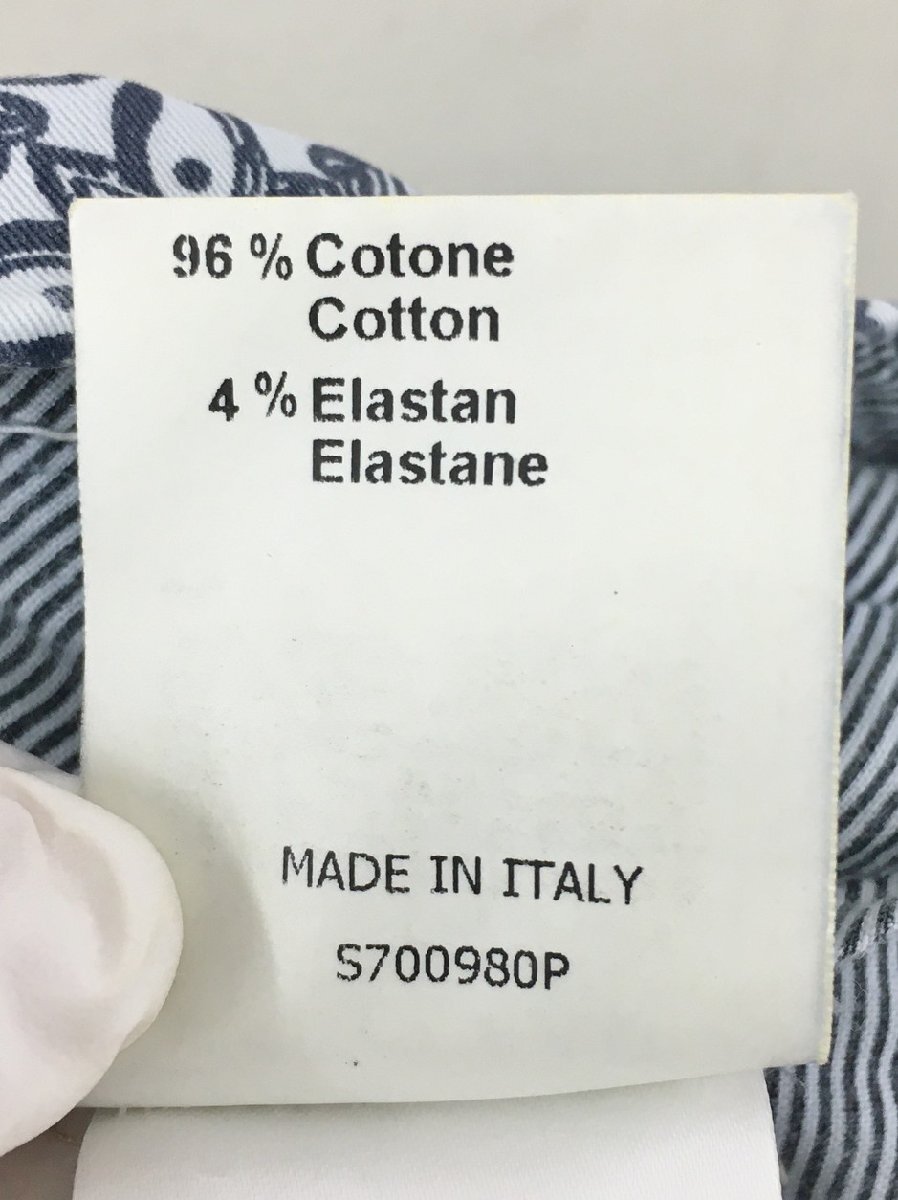 96 % Cotone
Cotton
4 % Elastan
Elastane
MADE IN ITALY
S700980P